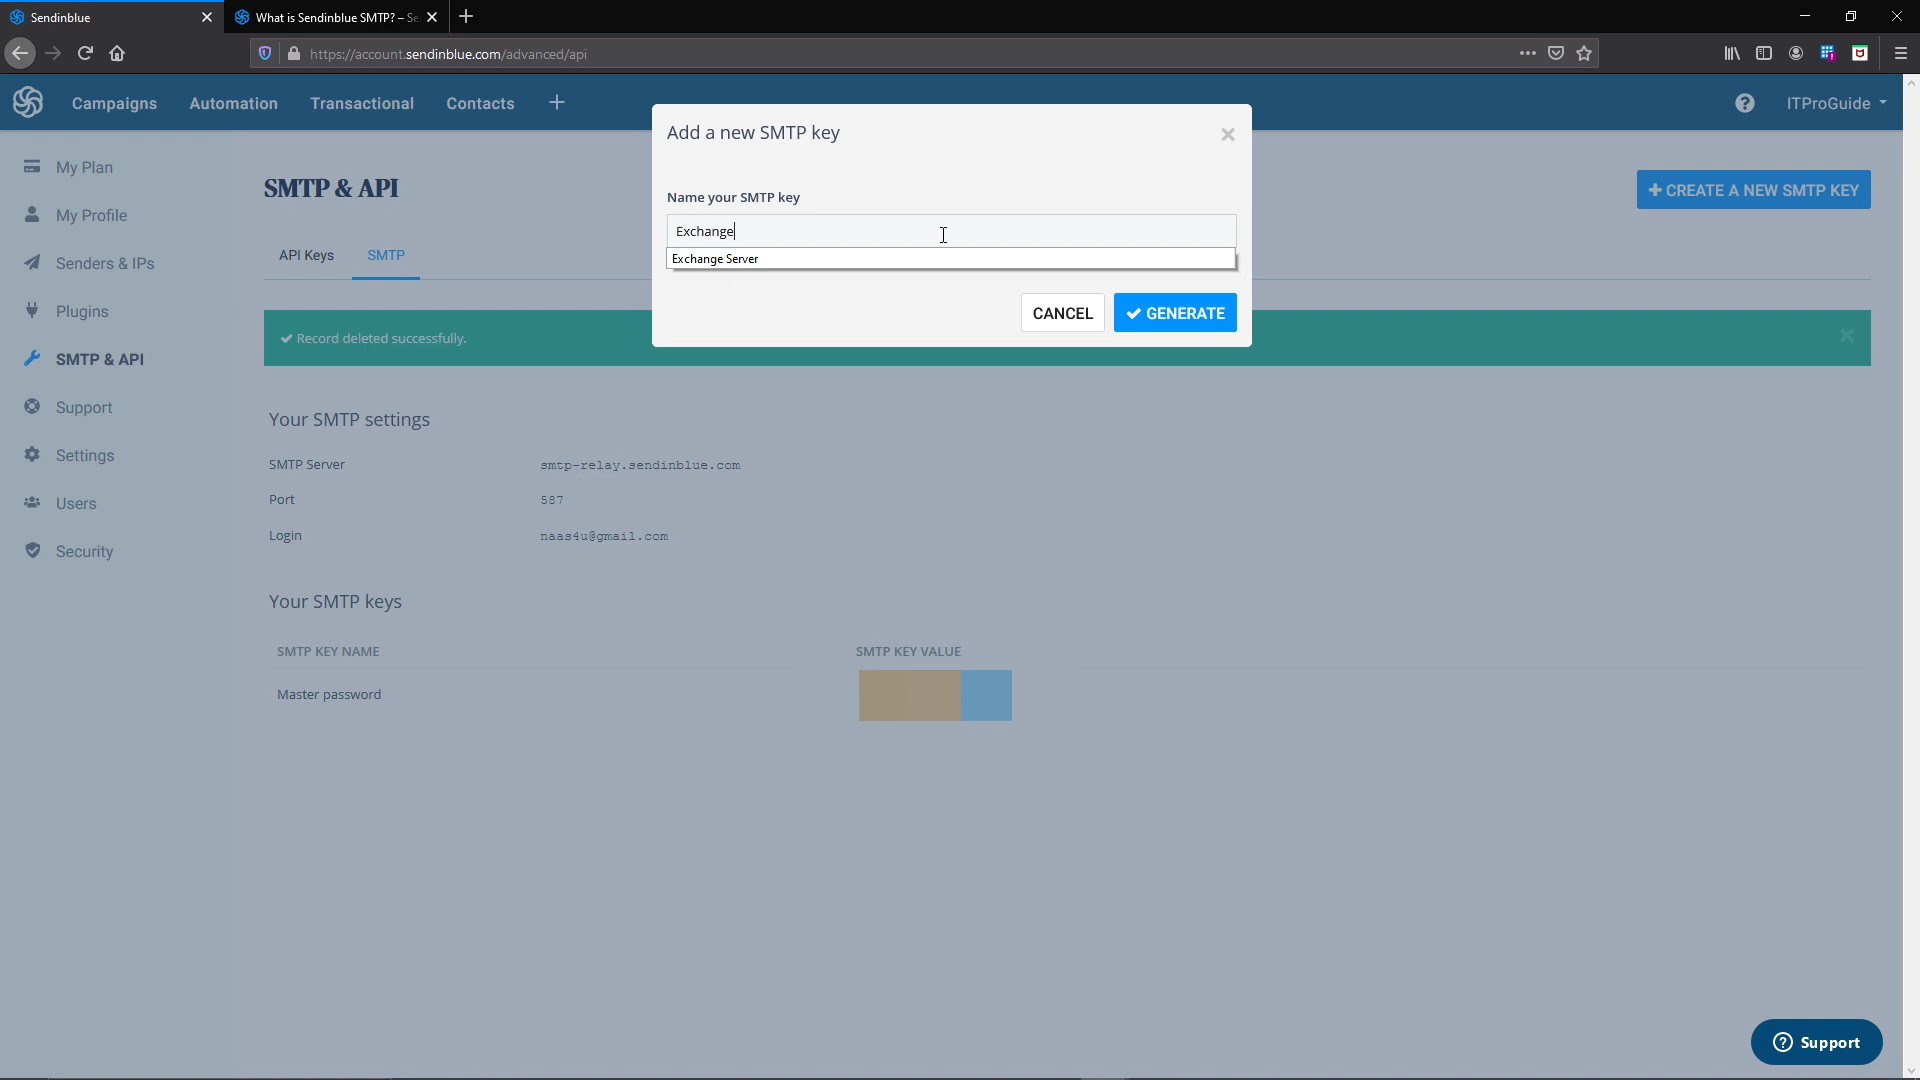 Sendinblue
What is Sendinblue SMTP? – Se
https://account.sendinblue.com/advanced/api
Campaigns
Automation
Transactional
Contacts
ITProGuide
My Plan
My Profile
Senders & IPs
Plugins
SMTP & API
Support
Settings
Users
Security
SMTP & API
+ CREATE A NEW SMTP KEY
API Keys
SMTP
Record deleted successfully.
Add a new SMTP key
Name your SMTP key
Exchange
Exchange Server
CANCEL
GENERATE
Your SMTP settings
SMTP Server
smtp-relay.sendinblue.com
Port
587
Login
naas4u@gmail.com
Your SMTP keys
SMTP KEY NAME
SMTP KEY VALUE
Master password
Support